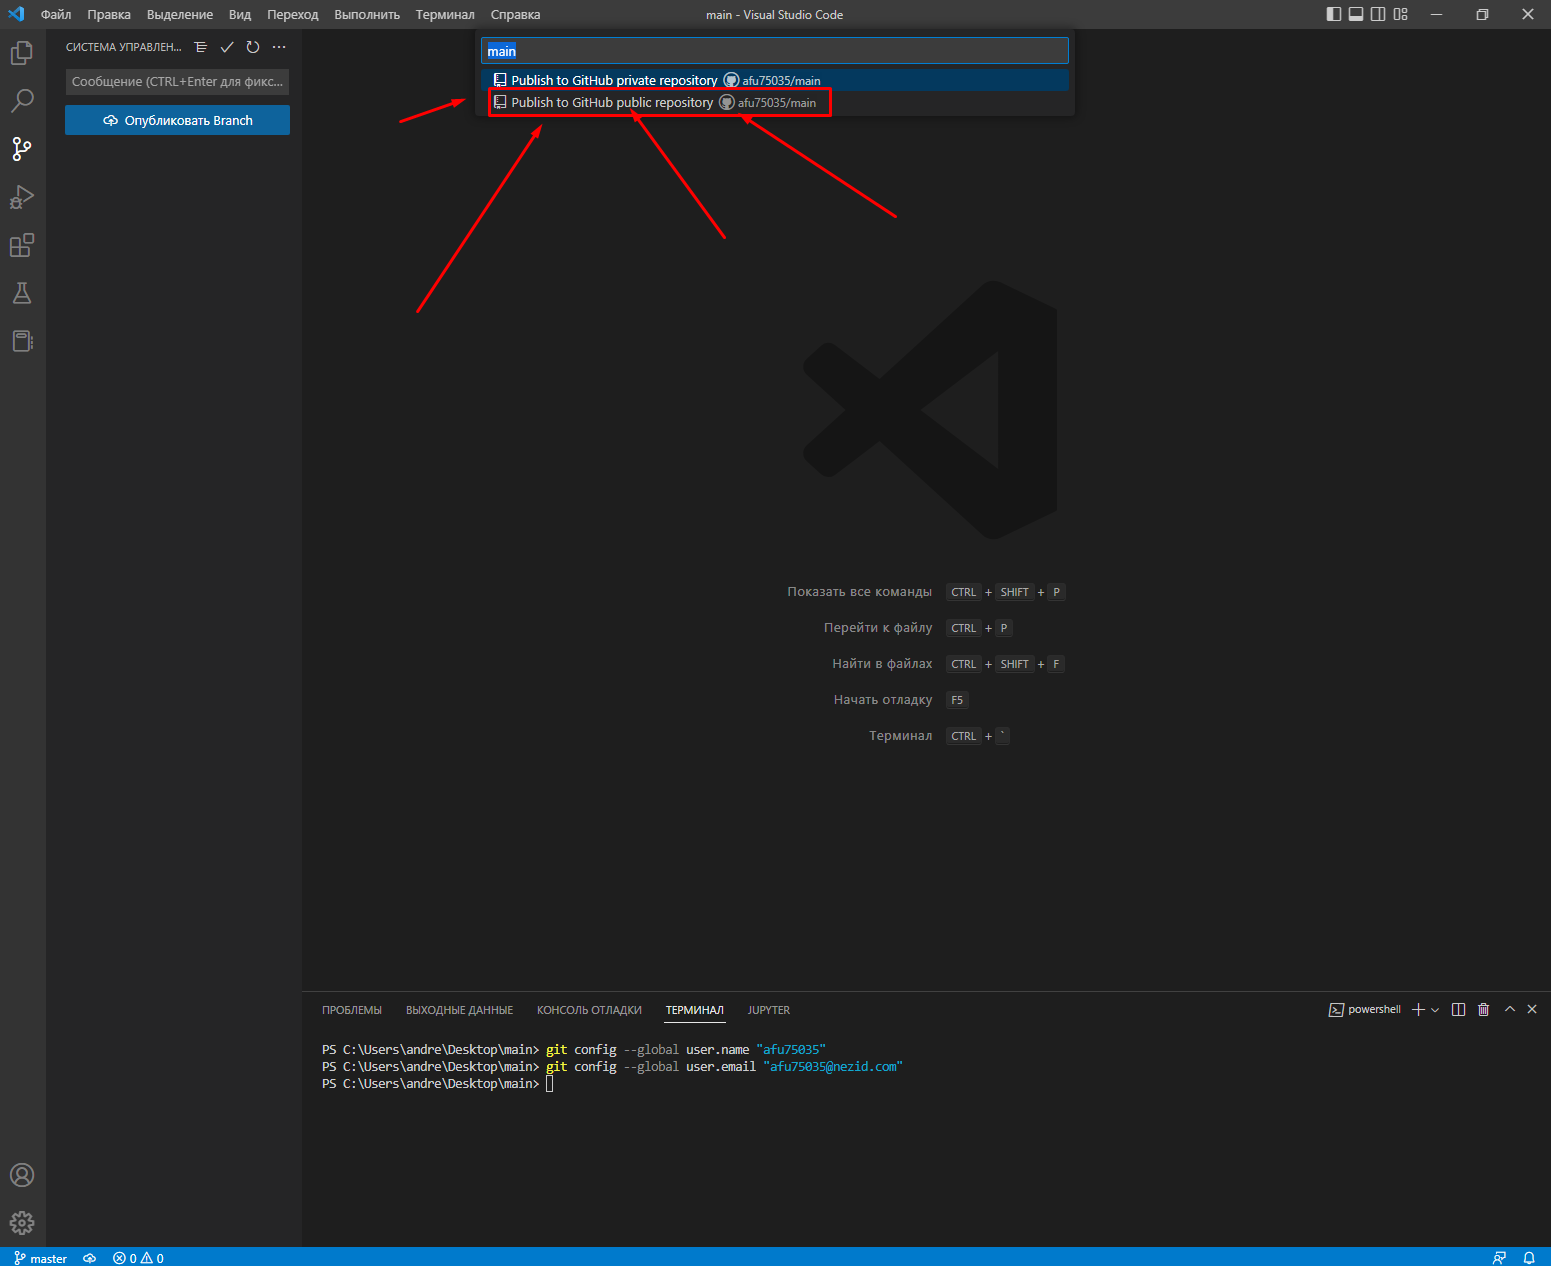 Файл Правка Выделение Вид Переход Выполнить Терминал Справка
main - Visual Studio Code
СИСТЕМА УПРАВЛЕН...
Сообщение (CTRL+Enter для фикс...
Опубликовать Branch
main
Publish to GitHub private repository afu75035/main
Publish to GitHub public repository afu75035/main
Показать все команды CTRL + SHIFT + P
Перейти к файлу CTRL + P
Найти в файлах CTRL + SHIFT + F
Начать отладку F5
Терминал CTRL + `
ПРОБЛЕМЫ ВЫХОДНЫЕ ДАННЫЕ КОНСОЛЬ ОТЛАДКИ ТЕРМИНАЛ JUPYTER
powershell
PS C:\Users\andre\Desktop\main> git config --global user.name "afu75035"
PS C:\Users\andre\Desktop\main> git config --global user.email "afu75035@nezid.com"
PS C:\Users\andre\Desktop\main>
master 0 0